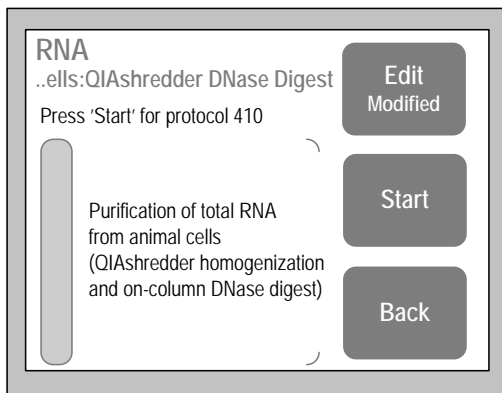 RNA
..ells:QIAshredder DNase Digest
Press ‘Start’ for protocol 410
Purification of total RNA
from animal cells
(QIAshredder homogenization
and on-column DNase digest)
Edit
Modified
Start
Back